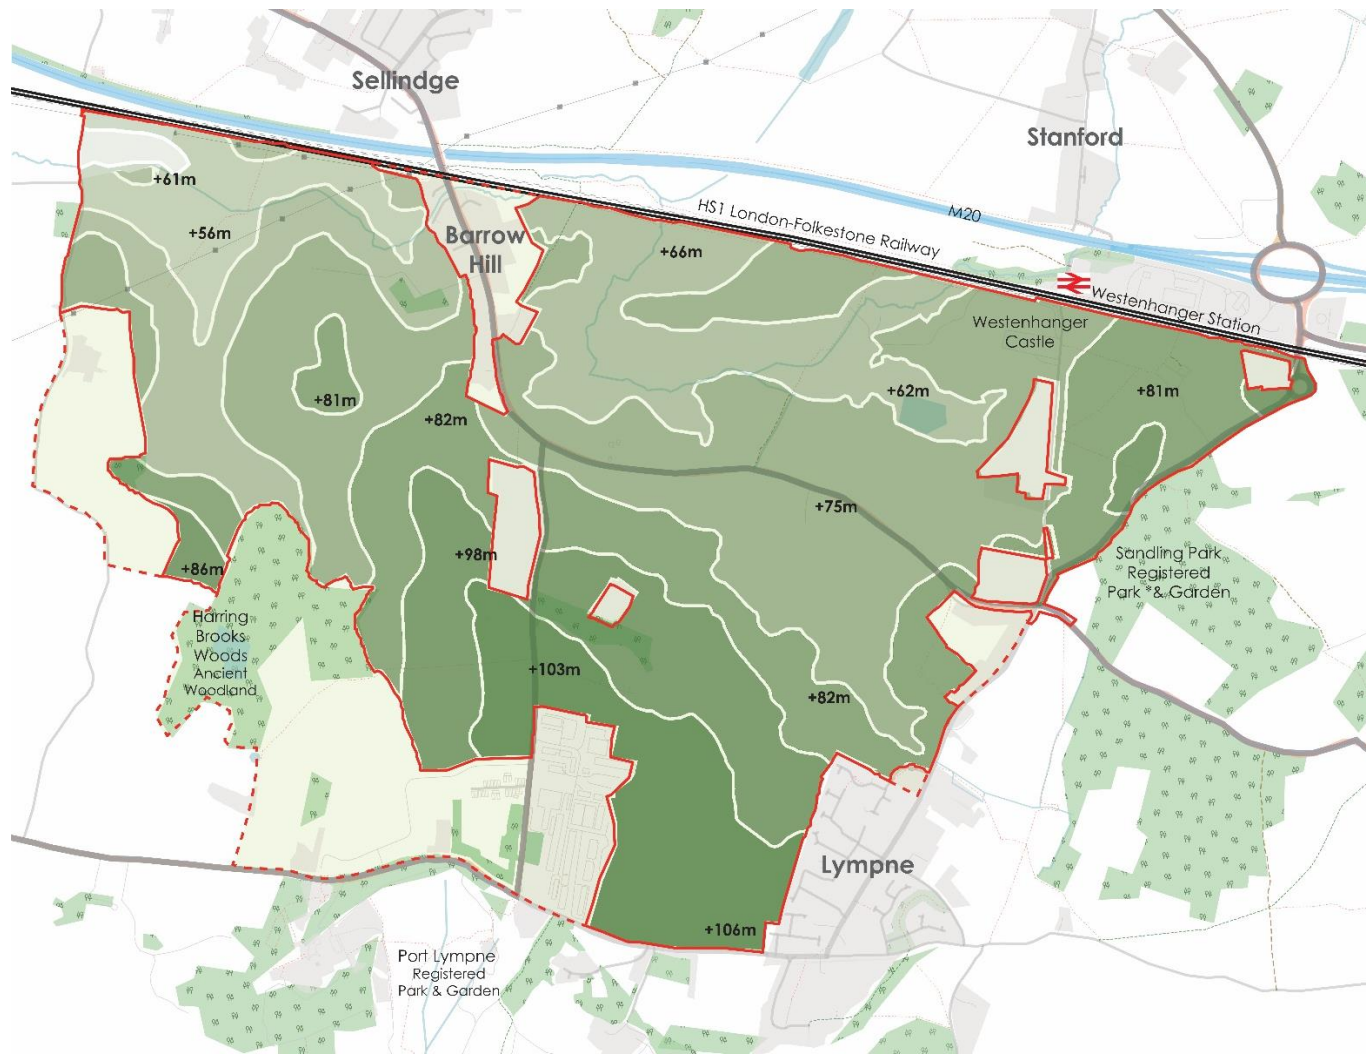 Sellindge
Stanford
+61m
M20
HS1 London-Folkestone Railway
+56m
Barrow
Hill
+66m
Westenhanger Station
Westenhanger
Castle
+81m
+62m
+81m
+82m
+75m
+98m
Sandling Park
Registered
Park & Garden
+86m
Harring
Brooks
Woods
Ancient
Woodland
+103m
+82m
Lympne
+106m
Port Lympne
Registered
Park & Garden